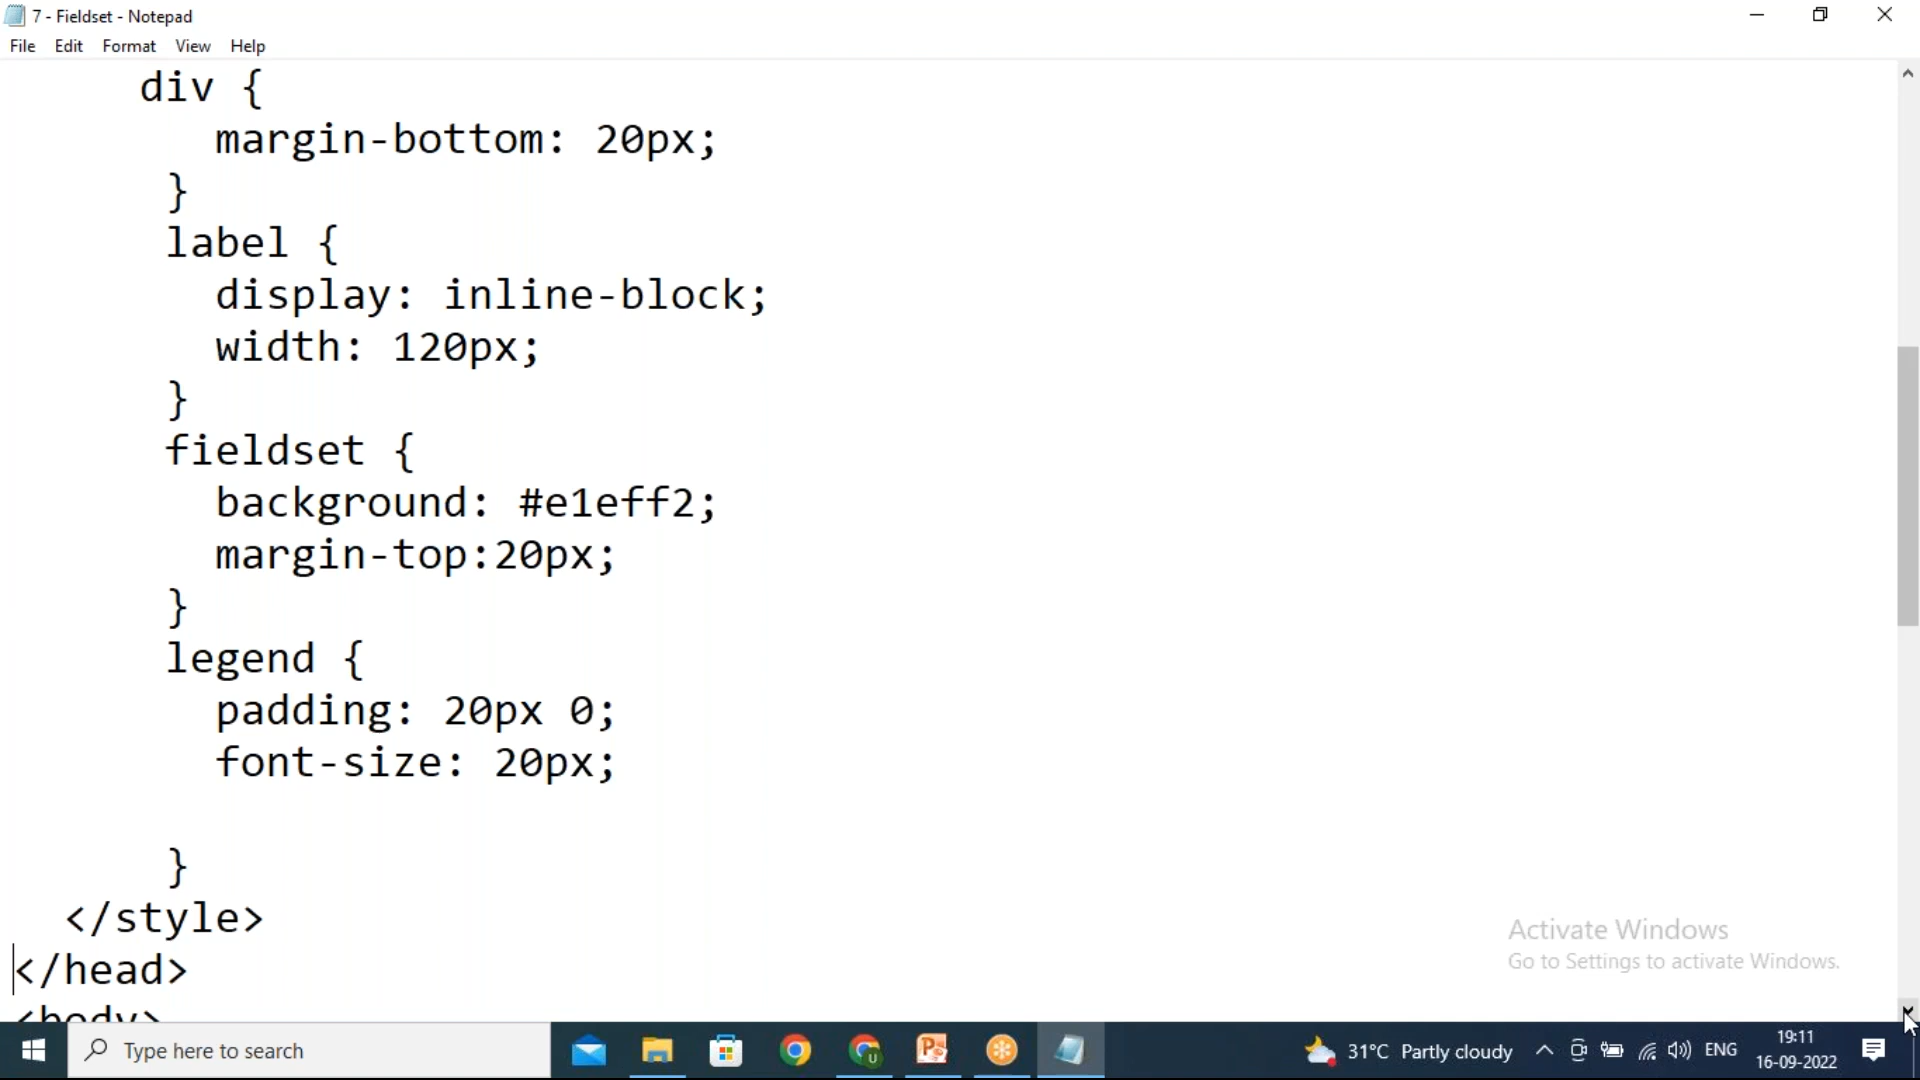 7 - Fieldset - Notepad
File Edit Format View Help
div {
margin-bottom: 20px;
}
label {
display: inline-block;
width: 120px;
}
fieldset {
background: #e1eff2;
margin-top:20px;
}
legend {
padding: 20px 0;
font-size: 20px;
}
</style>
</head>
<body>
Activate Windows
Go to Settings to activate Windows.
Type here to search
31°C Partly cloudy
ENG
19:11
16-09-2022